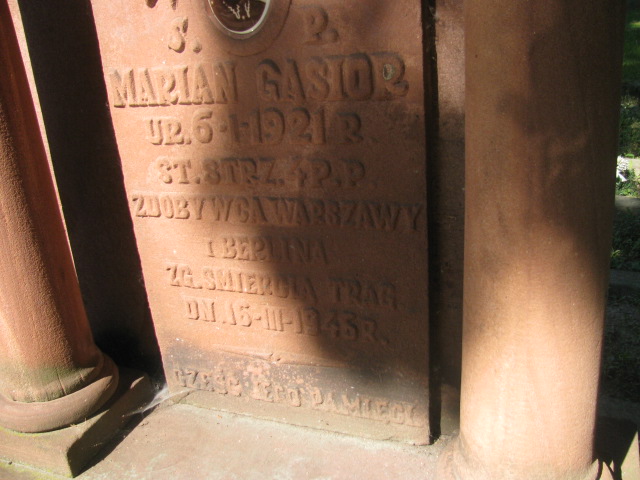 Ś. P.
MARIAN GĄSIOR
UR. 6-I-1921 R
ST. STRZ. 4 P.P.
ZDOBYWCA WARSZAWY
I BERLINA
ZG. ŚMIERCIĄ TRAG.
DN. 15-III-1946 R.
CZEŚĆ JEGO PAMIĘCI